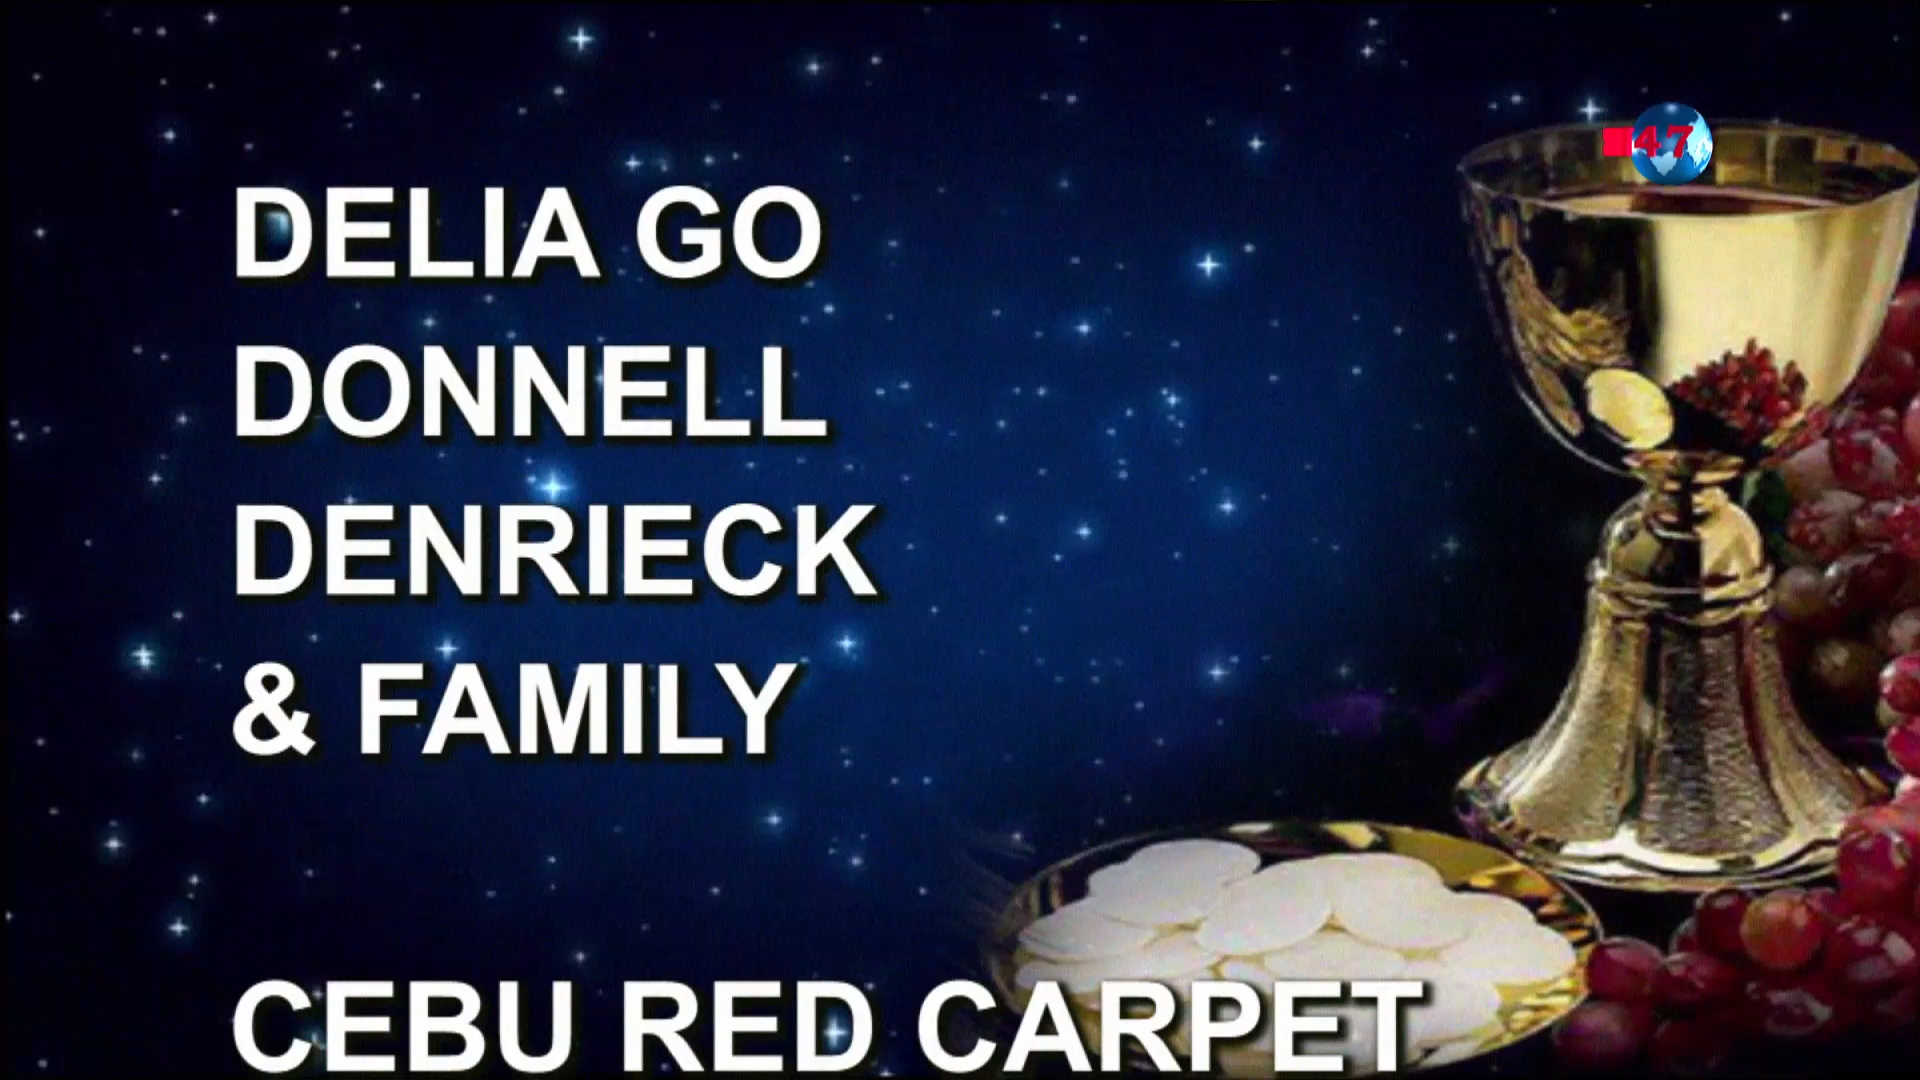 47
DELIA GO
DONNELL
DENRIECK
& FAMILY
CEBU RED CARPET